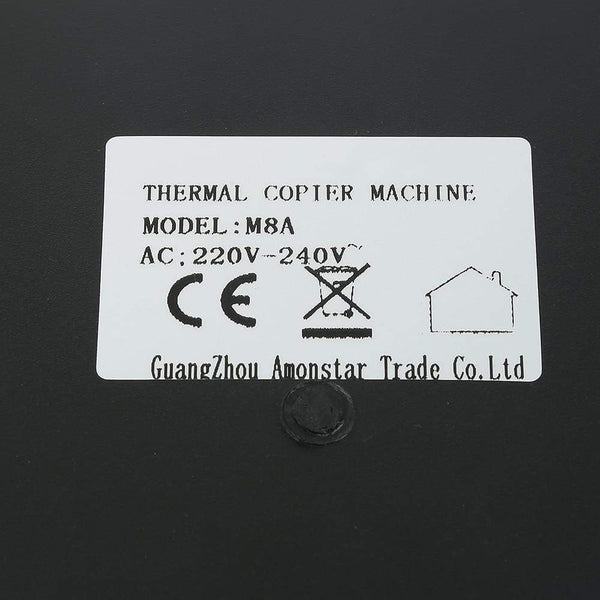 THERMAL COPIER MACHINE
MODEL:M8A
AC:220V-240V~
CE
GuangZhou Amonstar Trade Co.Ltd